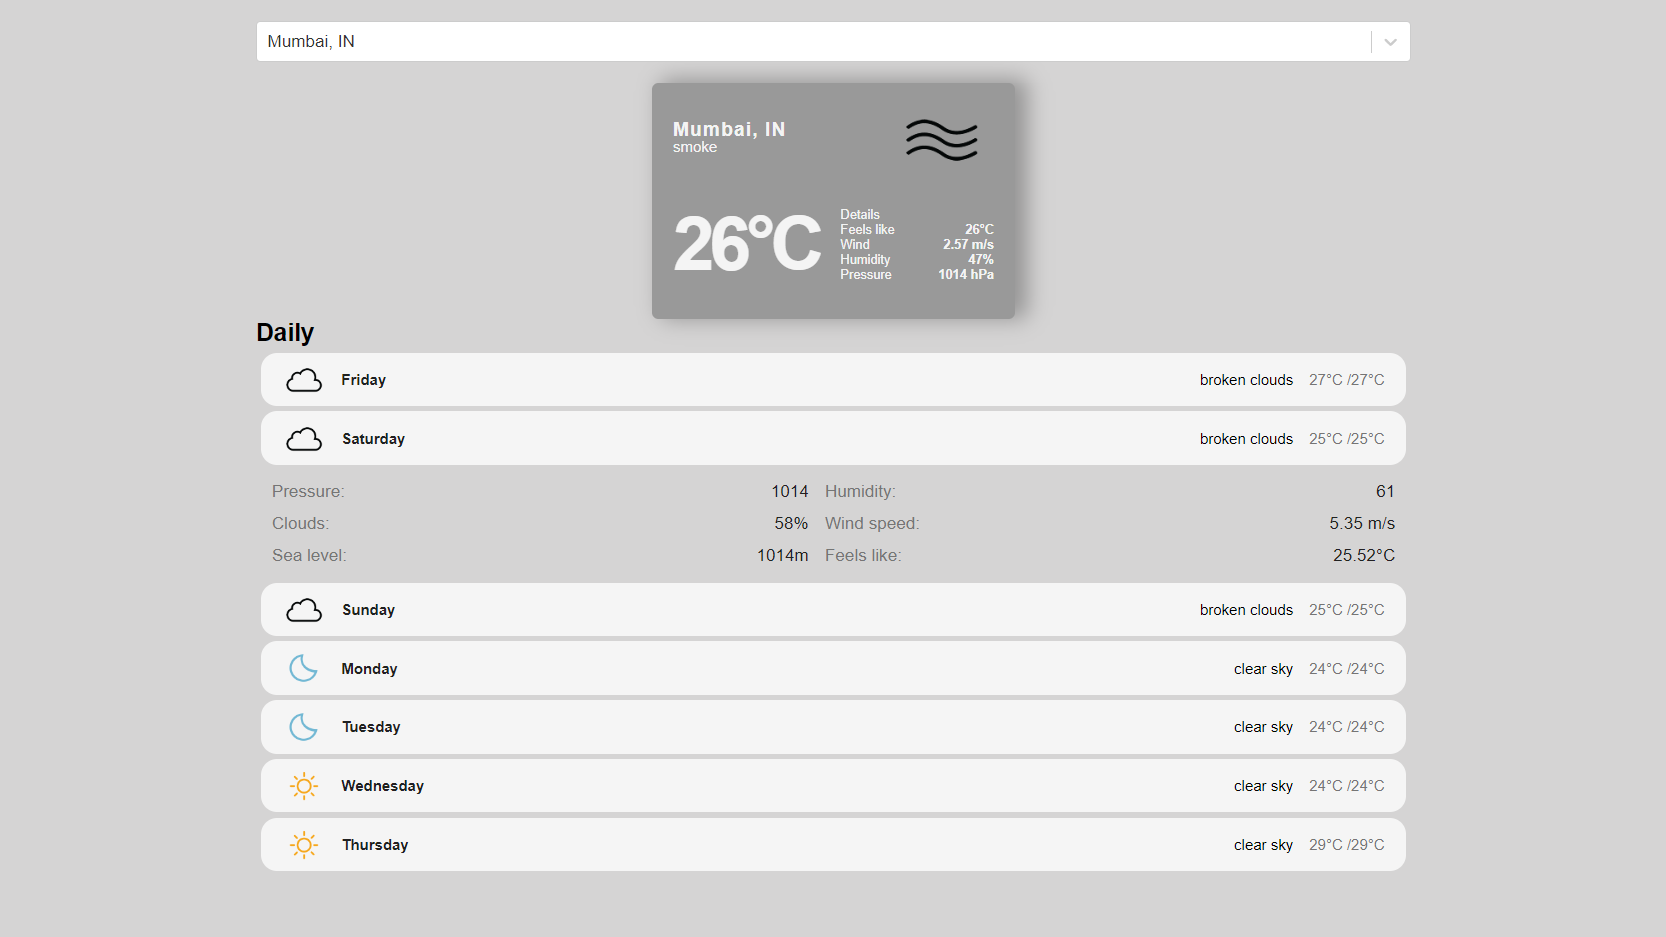 Mumbai, IN
Mumbai, IN
smoke
26°C
Details
Feels like 26°C
Wind 2.57 m/s
Humidity 47%
Pressure 1014 hPa
Daily
Friday broken clouds 27°C /27°C
Saturday broken clouds 25°C /25°C
Pressure: 1014 Humidity: 61
Clouds: 58% Wind speed: 5.35 m/s
Sea level: 1014m Feels like: 25.52°C
Sunday broken clouds 25°C /25°C
Monday clear sky 24°C /24°C
Tuesday clear sky 24°C /24°C
Wednesday clear sky 24°C /24°C
Thursday clear sky 29°C /29°C